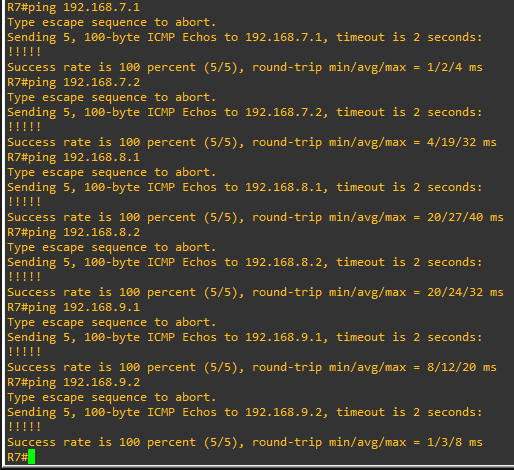 R7#ping 192.168.7.1
Type escape sequence to abort.
Sending 5, 100-byte ICMP Echos to 192.168.7.1, timeout is 2 seconds:
!!!!!
Success rate is 100 percent (5/5), round-trip min/avg/max = 1/2/4 ms
R7#ping 192.168.7.2
Type escape sequence to abort.
Sending 5, 100-byte ICMP Echos to 192.168.7.2, timeout is 2 seconds:
!!!!!
Success rate is 100 percent (5/5), round-trip min/avg/max = 4/19/32 ms
R7#ping 192.168.8.1
Type escape sequence to abort.
Sending 5, 100-byte ICMP Echos to 192.168.8.1, timeout is 2 seconds:
!!!!!
Success rate is 100 percent (5/5), round-trip min/avg/max = 20/27/40 ms
R7#ping 192.168.8.2
Type escape sequence to abort.
Sending 5, 100-byte ICMP Echos to 192.168.8.2, timeout is 2 seconds:
!!!!!
Success rate is 100 percent (5/5), round-trip min/avg/max = 20/24/32 ms
R7#ping 192.168.9.1
Type escape sequence to abort.
Sending 5, 100-byte ICMP Echos to 192.168.9.1, timeout is 2 seconds:
!!!!!
Success rate is 100 percent (5/5), round-trip min/avg/max = 8/12/20 ms
R7#ping 192.168.9.2
Type escape sequence to abort.
Sending 5, 100-byte ICMP Echos to 192.168.9.2, timeout is 2 seconds:
!!!!!
Success rate is 100 percent (5/5), round-trip min/avg/max = 1/3/8 ms
R7#